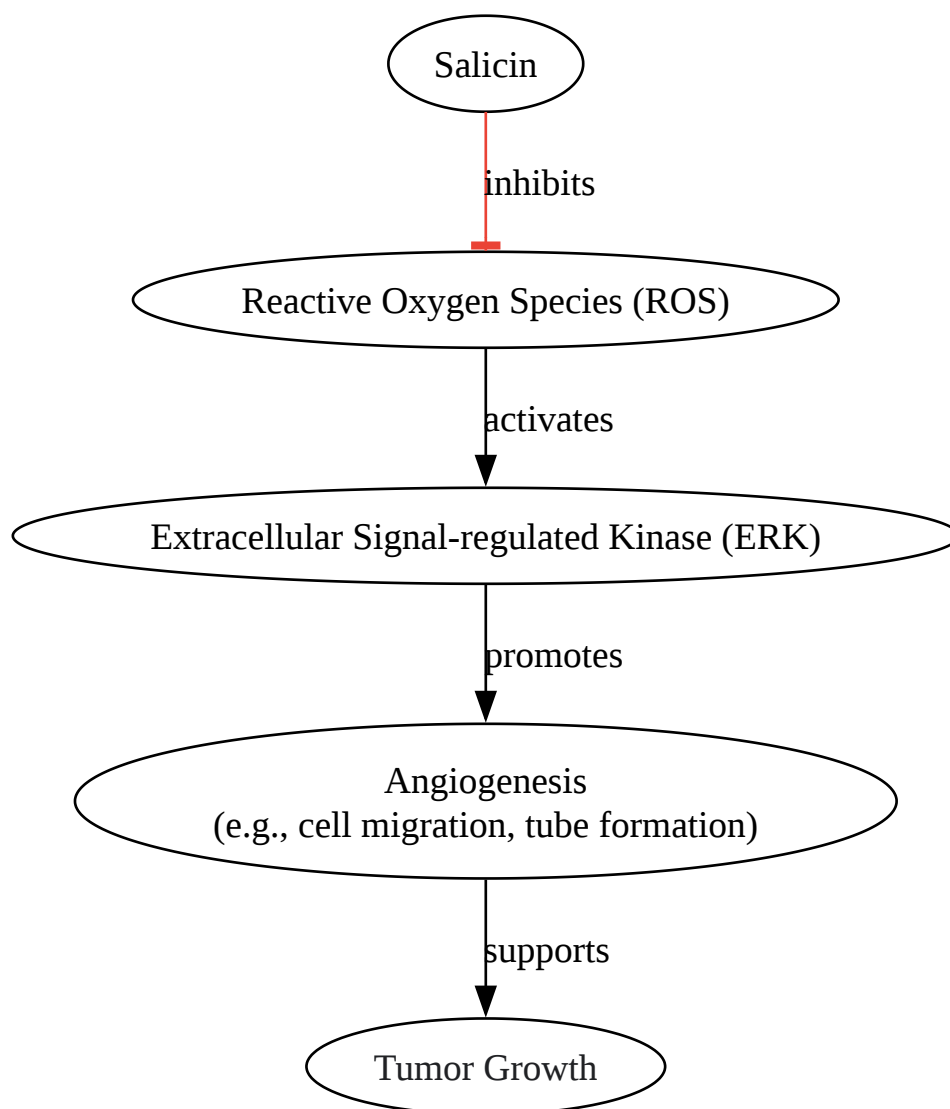 Salicin
inhibits
Reactive Oxygen Species (ROS)
activates
Extracellular Signal-regulated Kinase (ERK)
promotes
Angiogenesis
(e.g., cell migration, tube formation)
supports
Tumor Growth